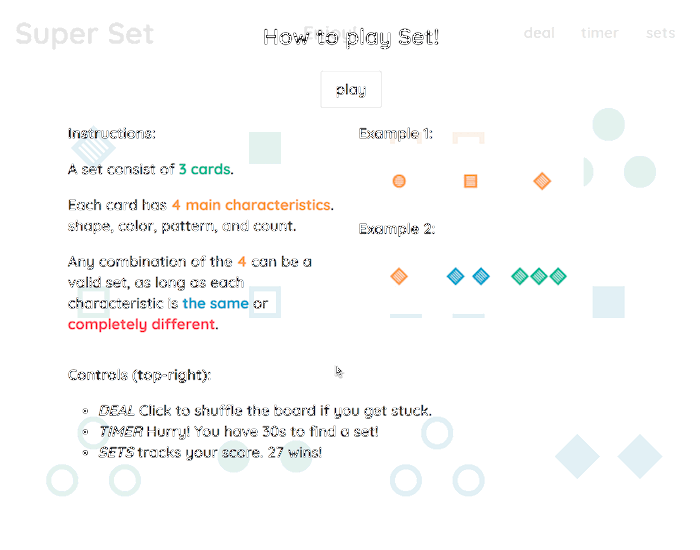 Super Set
How to play Set!
deal
timer
sets
play
Instructions:
A set consist of 3 cards.
Each card has 4 main characteristics.
shape, color, pattern, and count.
Any combination of the 4 can be a
valid set, as long as each
characteristic is the same or
completely different.
Example 1:
Example 2:
Controls (top-right):
DEAL Click to shuffle the board if you get stuck.
TIMER Hurry! You have 30s to find a set!
SETS tracks your score. 27 wins!